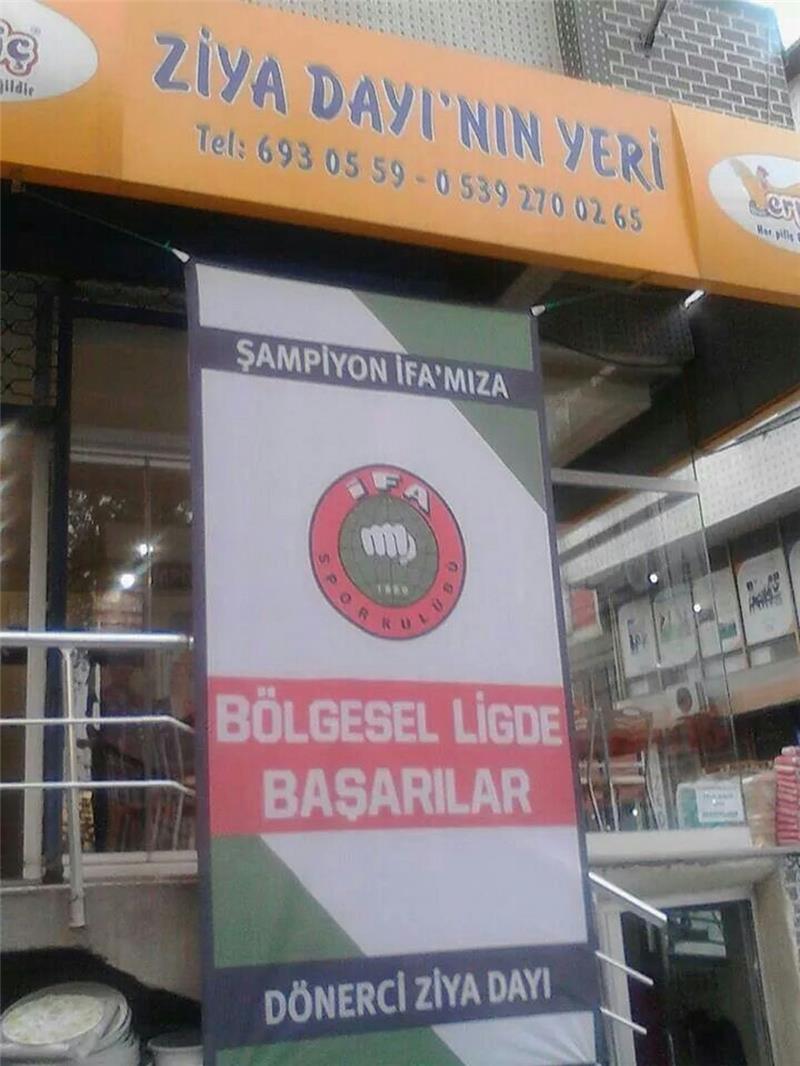 ZİYA DAYI'NIN YERİ
Tel: 693 05 59 - 0 539 270 02 65
ŞAMPİYON İFA'MIZA
İFA
1990
SPOR KULÜBÜ
BÖLGESEL LİGDE
BAŞARILAR
DÖNERCİ ZİYA DAYI